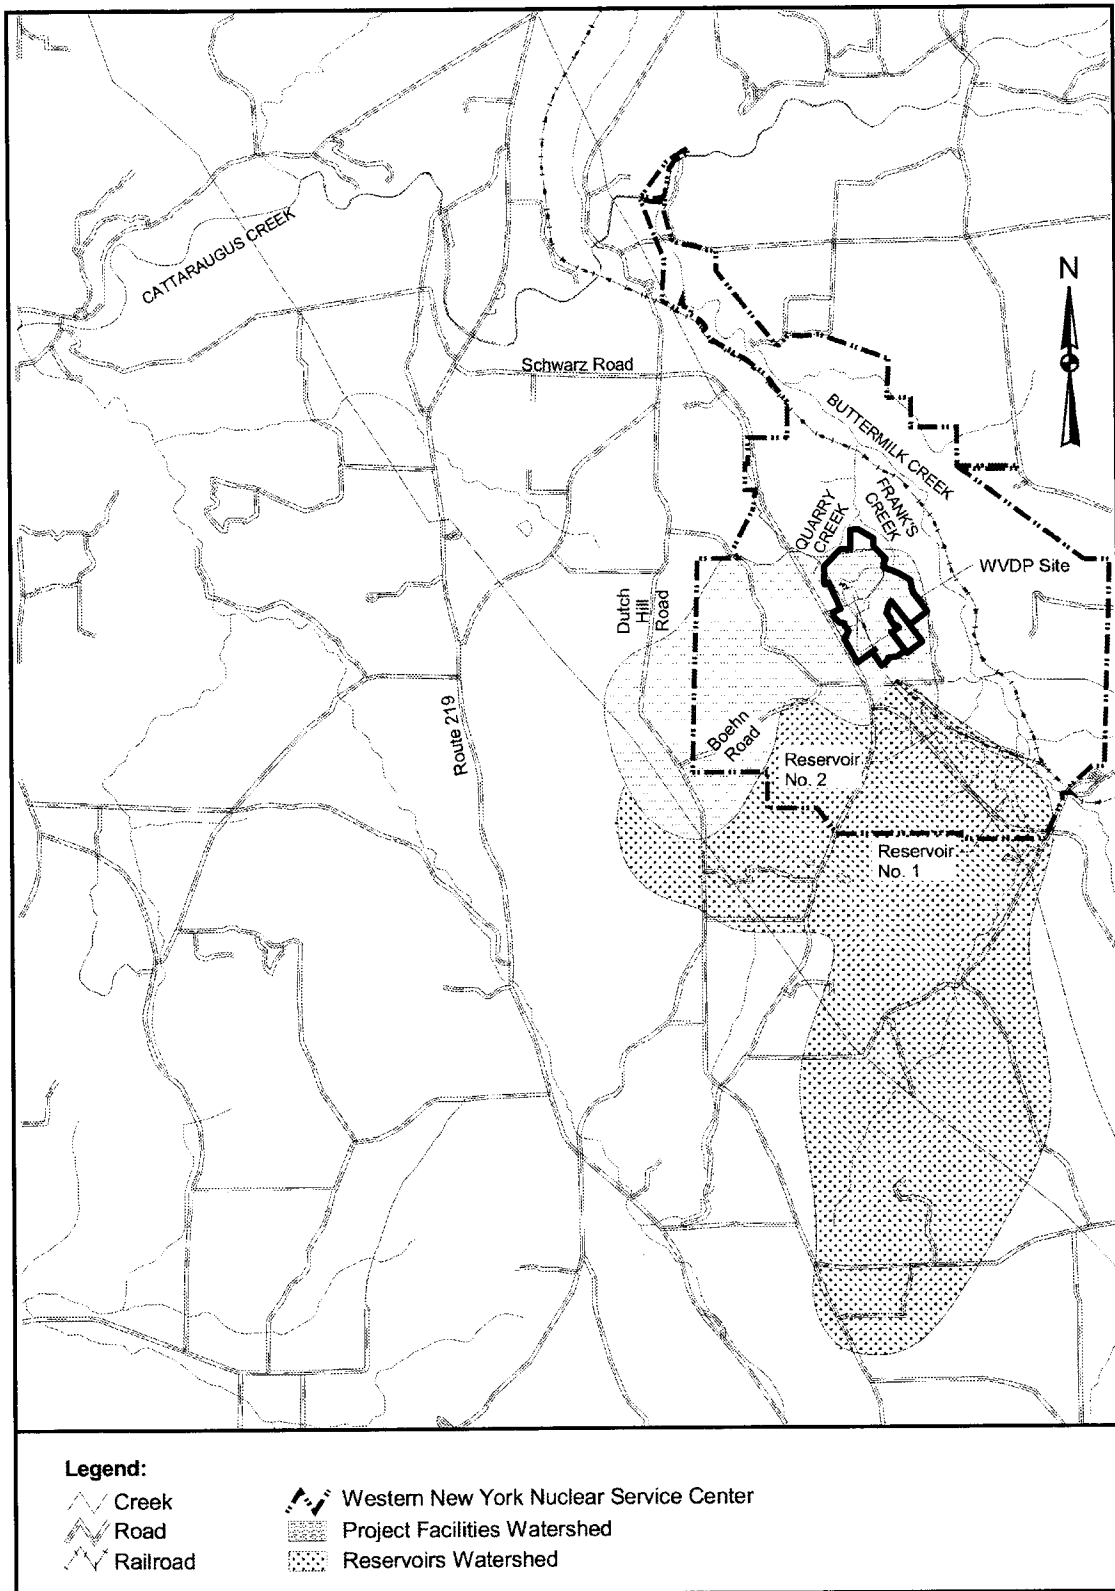 CATTARAUGUS CREEK
N
Schwarz Road
BUTTERMILK CREEK
QUARRY
CREEK
FRANK'S
CREEK
WVDP Site
Dutch
Hill
Road
Route 219
Boehn
Road
Reservoir
No. 2
Reservoir
No. 1
Legend:
Creek
Road
Railroad
Western New York Nuclear Service Center
Project Facilities Watershed
Reservoirs Watershed